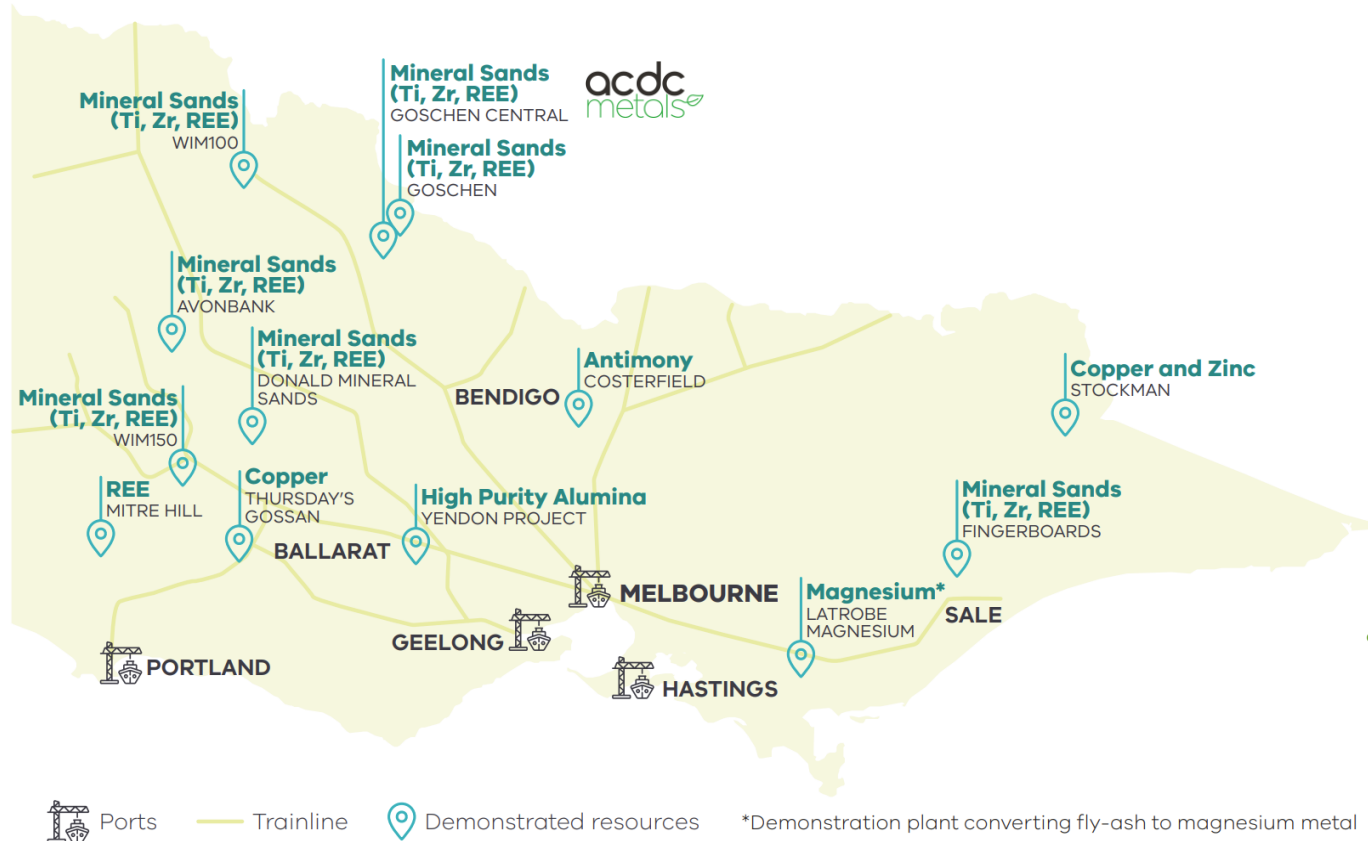 Mineral Sands
(Ti, Zr, REE)
WIM100
Mineral Sands
(Ti, Zr, REE)
GOSCHEN CENTRAL
acdc
metals
Mineral Sands
(Ti, Zr, REE)
GOSCHEN
Mineral Sands
(Ti, Zr, REE)
AVONBANK
Mineral Sands
(Ti, Zr, REE)
DONALD MINERAL
SANDS
BENDIGO
Antimony
COSTERFIELD
Copper and Zinc
STOCKMAN
Mineral Sands
(Ti, Zr, REE)
WIM150
REE
MITRE HILL
Copper
THURSDAY'S
GOSSAN
BALLARAT
High Purity Alumina
YENDON PROJECT
Mineral Sands
(Ti, Zr, REE)
FINGERBOARDS
MELBOURNE
Magnesium*
LATROBE
MAGNESIUM
SALE
GEELONG
PORTLAND
HASTINGS
Ports
Trainline
Demonstrated resources
*Demonstration plant converting fly-ash to magnesium metal